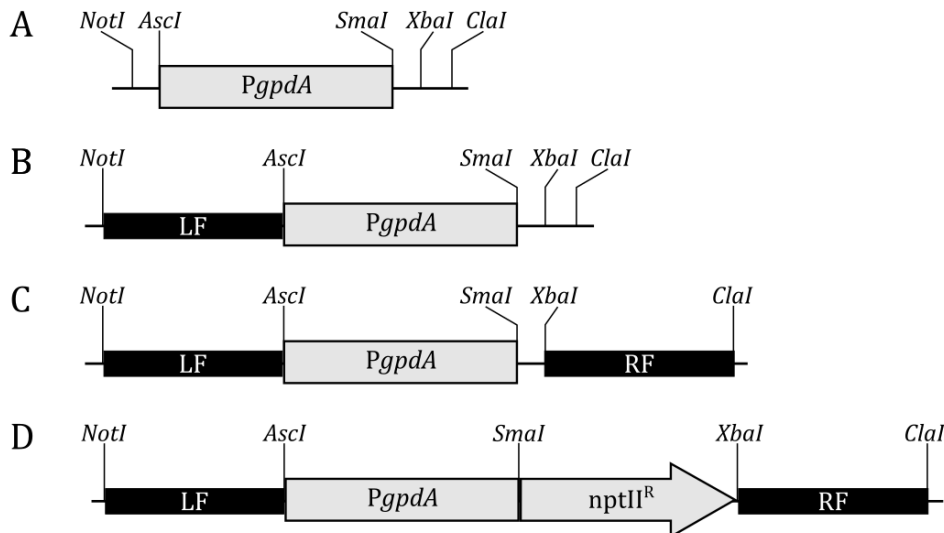 A
NotI AscI SmaI XbaI ClaI
PgpdA
B
NotI AscI SmaI XbaI ClaI
LF PgpdA
C
NotI AscI SmaI XbaI ClaI
LF PgpdA RF
D
NotI AscI SmaI XbaI ClaI
LF PgpdA nptIIᴿ RF